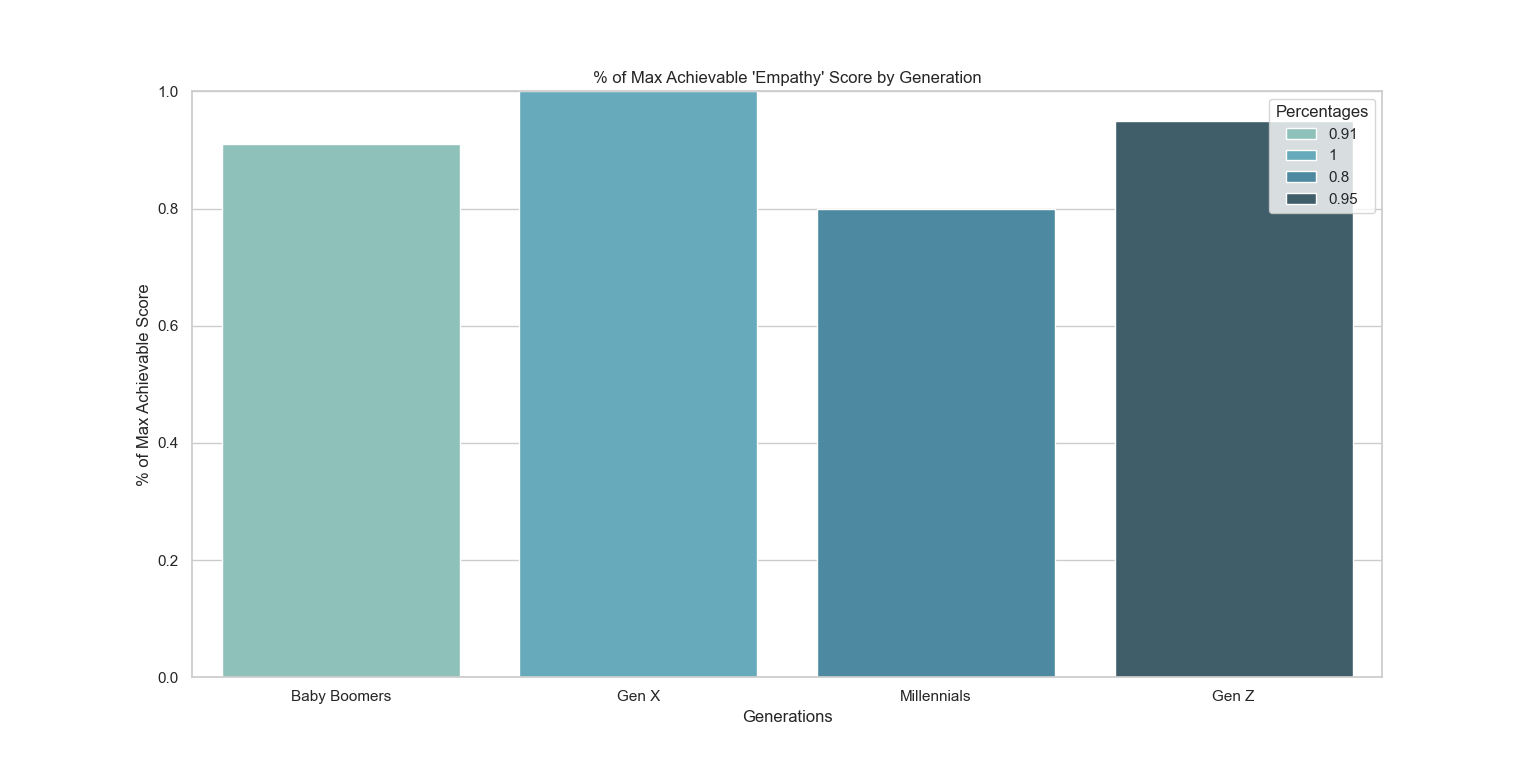 % of Max Achievable 'Empathy' Score by Generation
1.0
0.8
0.6
0.4
0.2
0.0
% of Max Achievable Score
Percentages
0.91
1
0.8
0.95
Baby Boomers
Gen X
Millennials
Gen Z
Generations